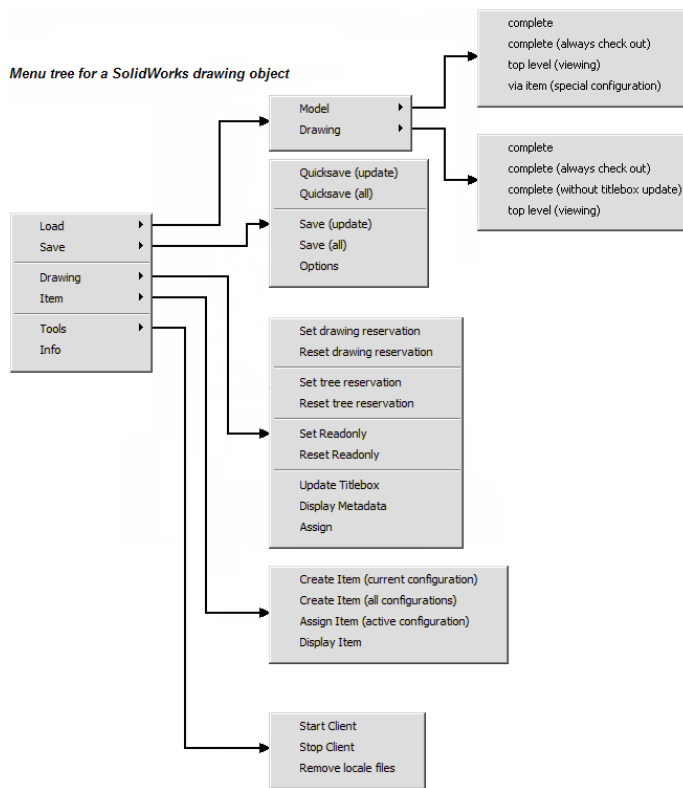 Menu tree for a SolidWorks drawing object
complete
complete (always check out)
top level (viewing)
via item (special configuration)
Model
Drawing
complete
complete (always check out)
complete (without titlebox update)
top level (viewing)
Quicksave (update)
Quicksave (all)
Save (update)
Save (all)
Options
Load
Save
Drawing
Item
Tools
Info
Set drawing reservation
Reset drawing reservation
Set tree reservation
Reset tree reservation
Set Readonly
Reset Readonly
Update Titlebox
Display Metadata
Assign
Create Item (current configuration)
Create Item (all configurations)
Assign Item (active configuration)
Display Item
Start Client
Stop Client
Remove locale files